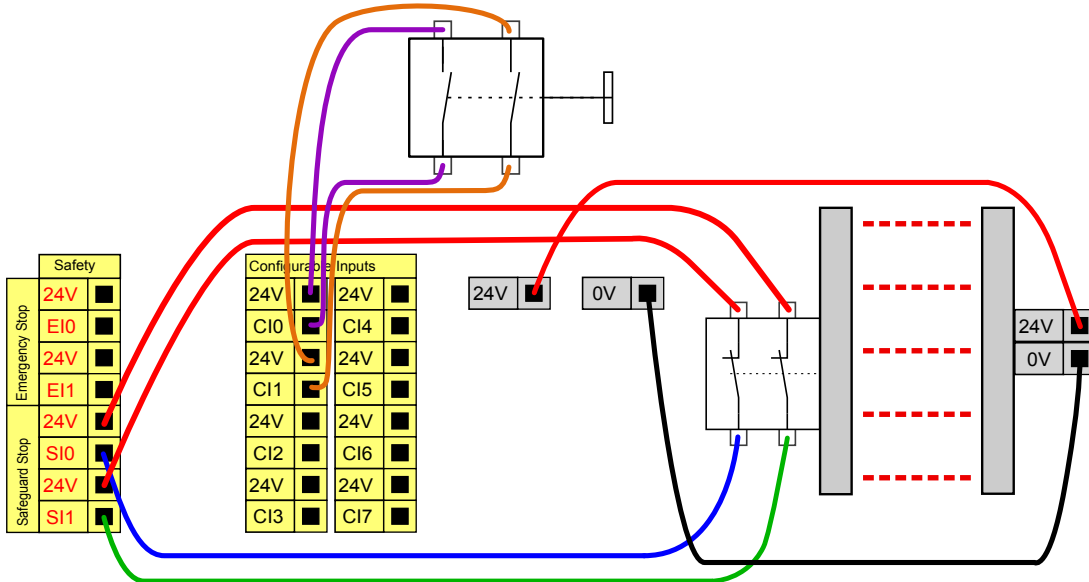 Safety
Emergency Stop
24V
EI0
24V
EI1
Safeguard Stop
24V
SI0
24V
SI1
Configurable Inputs
24V 24V
CI0 CI4
24V 24V
CI1 CI5
24V 24V
CI2 CI6
24V 24V
CI3 CI7
24V
0V
24V
0V